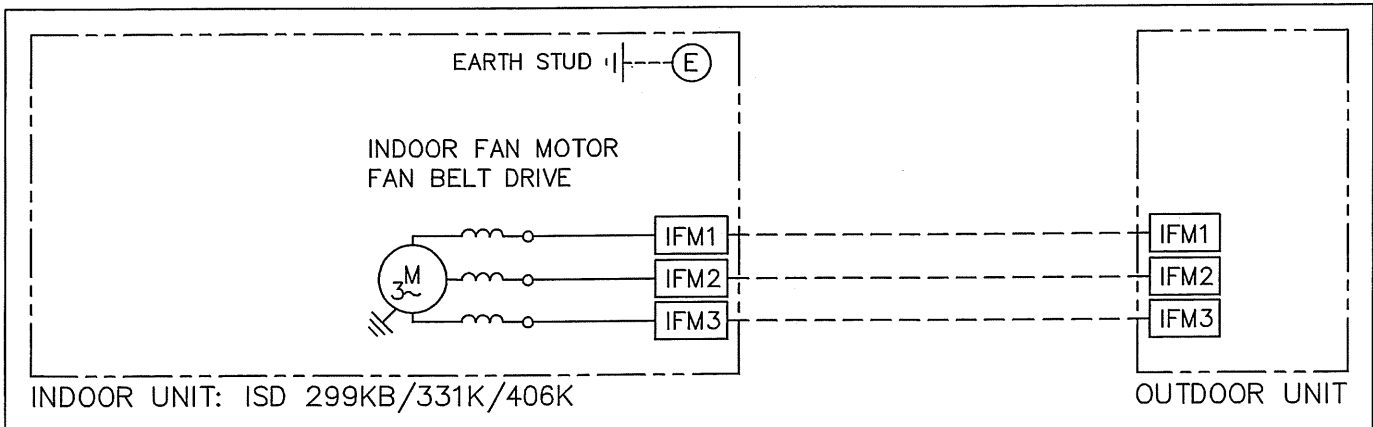 EARTH STUD
E
INDOOR FAN MOTOR
FAN BELT DRIVE
M
3~
IFM1
IFM2
IFM3
IFM1
IFM2
IFM3
INDOOR UNIT: ISD 299KB/331K/406K
OUTDOOR UNIT